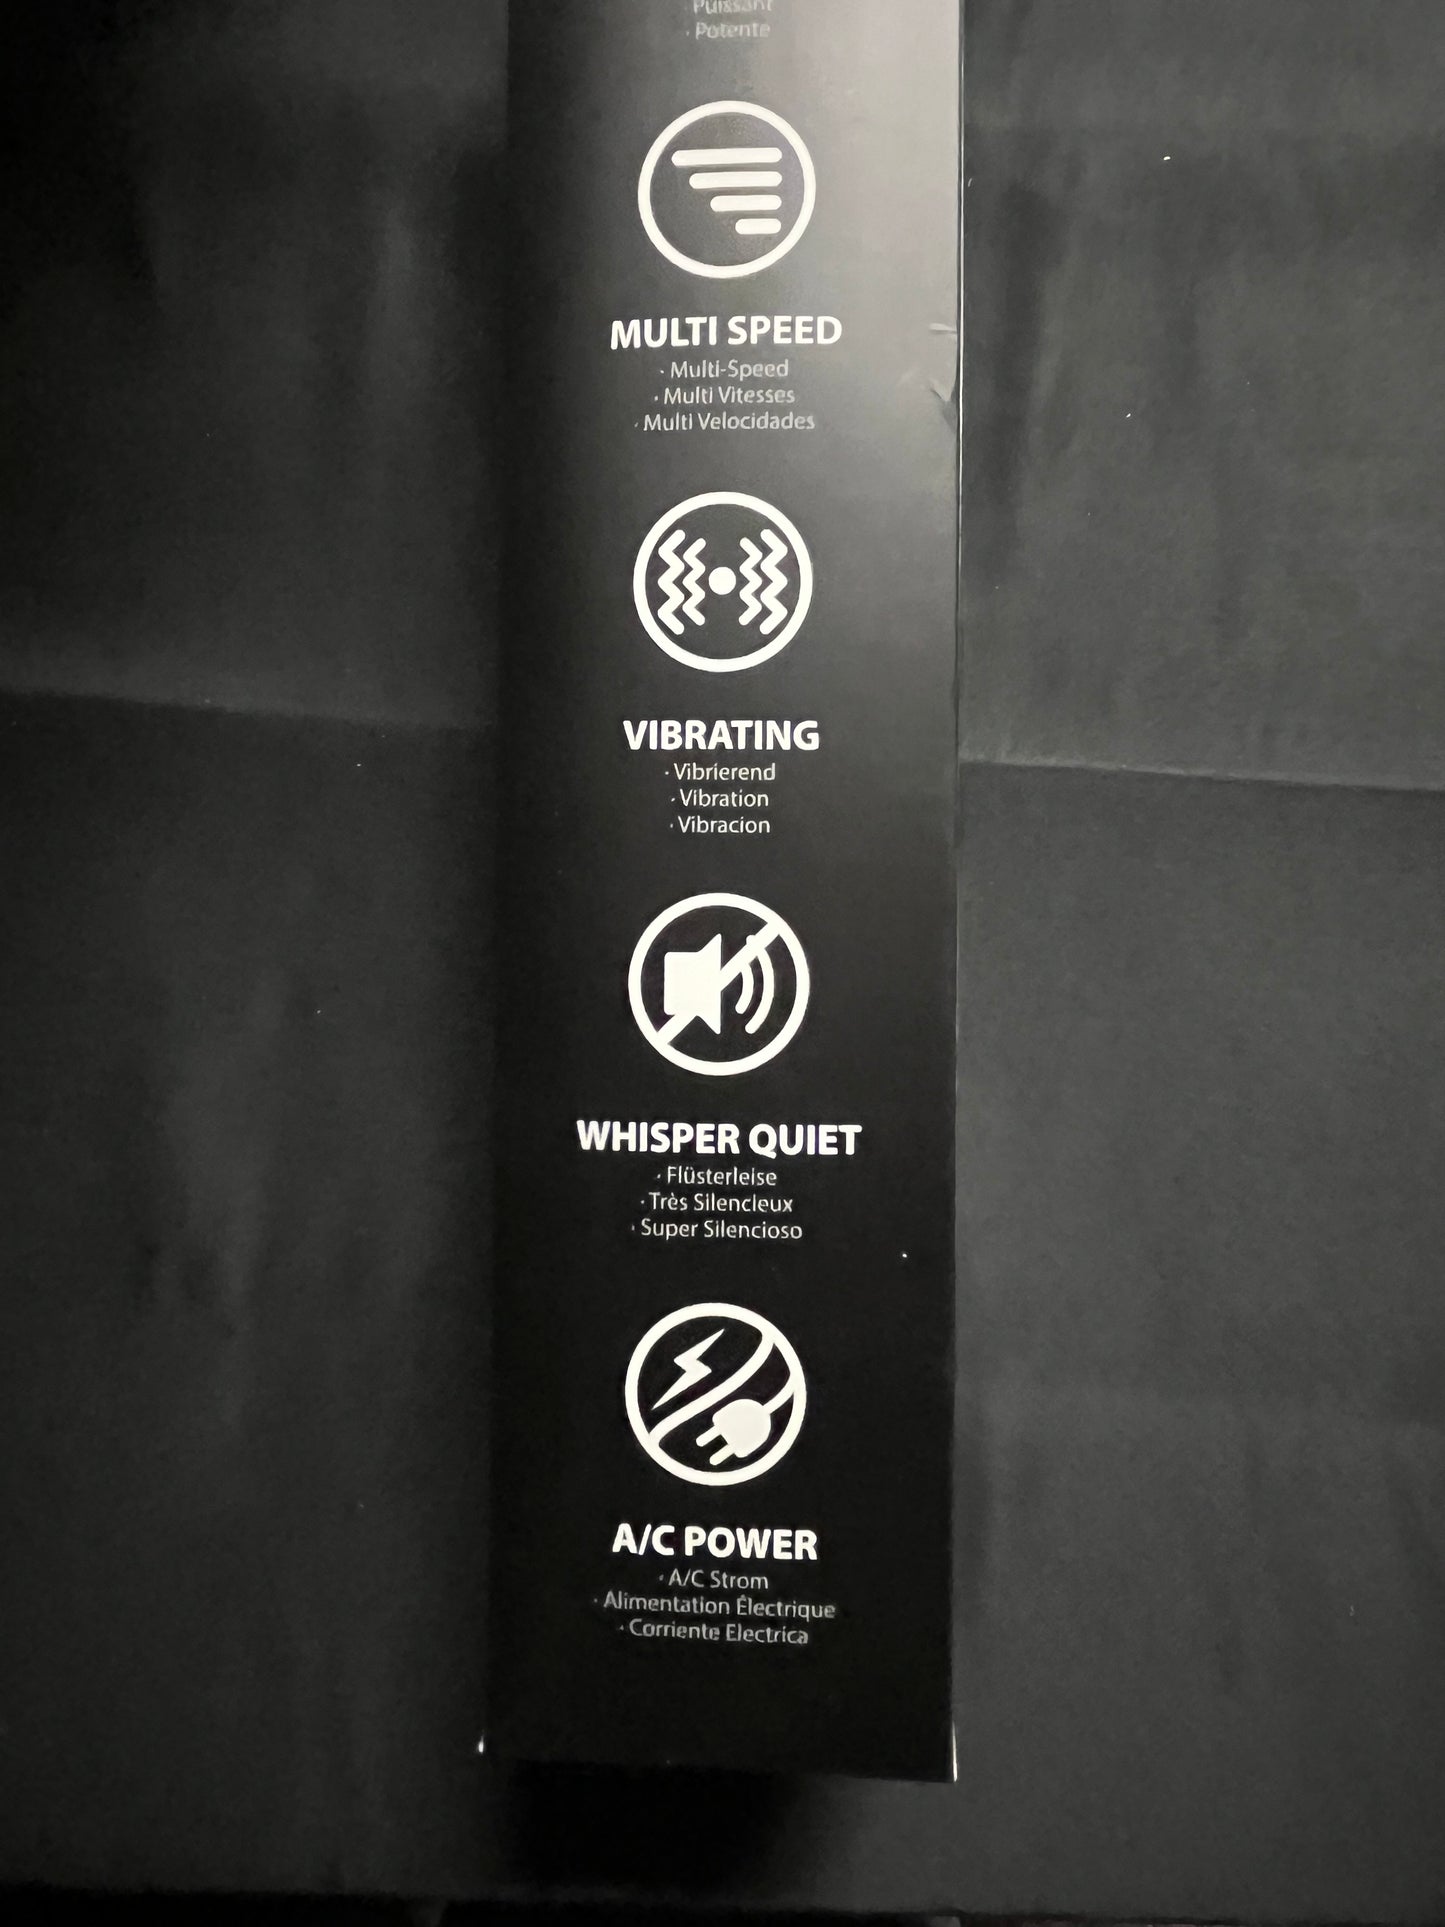 · Puissant
· Potente
MULTI SPEED
· Multi-Speed
· Multi Vitesses
· Multi Velocidades
VIBRATING
· Vibrierend
· Vibration
· Vibracion
WHISPER QUIET
· Flüsterleise
· Très Silencieux
· Super Silencioso
A/C POWER
· A/C Strom
· Alimentation Électrique
· Corriente Electrica